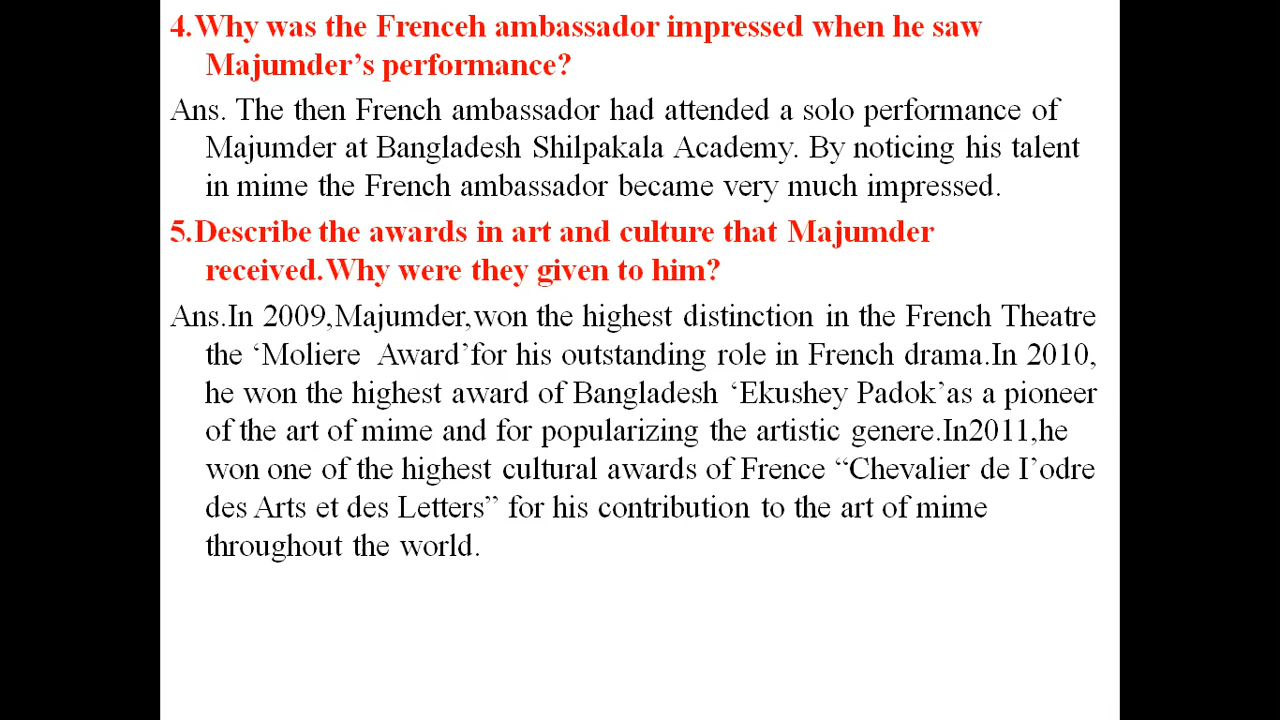 4.Why was the Frenceh ambassador impressed when he saw
Majumder’s performance?
Ans. The then French ambassador had attended a solo performance of
Majumder at Bangladesh Shilpakala Academy. By noticing his talent
in mime the French ambassador became very much impressed.
5.Describe the awards in art and culture that Majumder
received.Why were they given to him?
Ans.In 2009,Majumder,won the highest distinction in the French Theatre
the ‘Moliere Award’for his outstanding role in French drama.In 2010,
he won the highest award of Bangladesh ‘Ekushey Padok’as a pioneer
of the art of mime and for popularizing the artistic genere.In2011,he
won one of the highest cultural awards of Frence “Chevalier de I’odre
des Arts et des Letters” for his contribution to the art of mime
throughout the world.